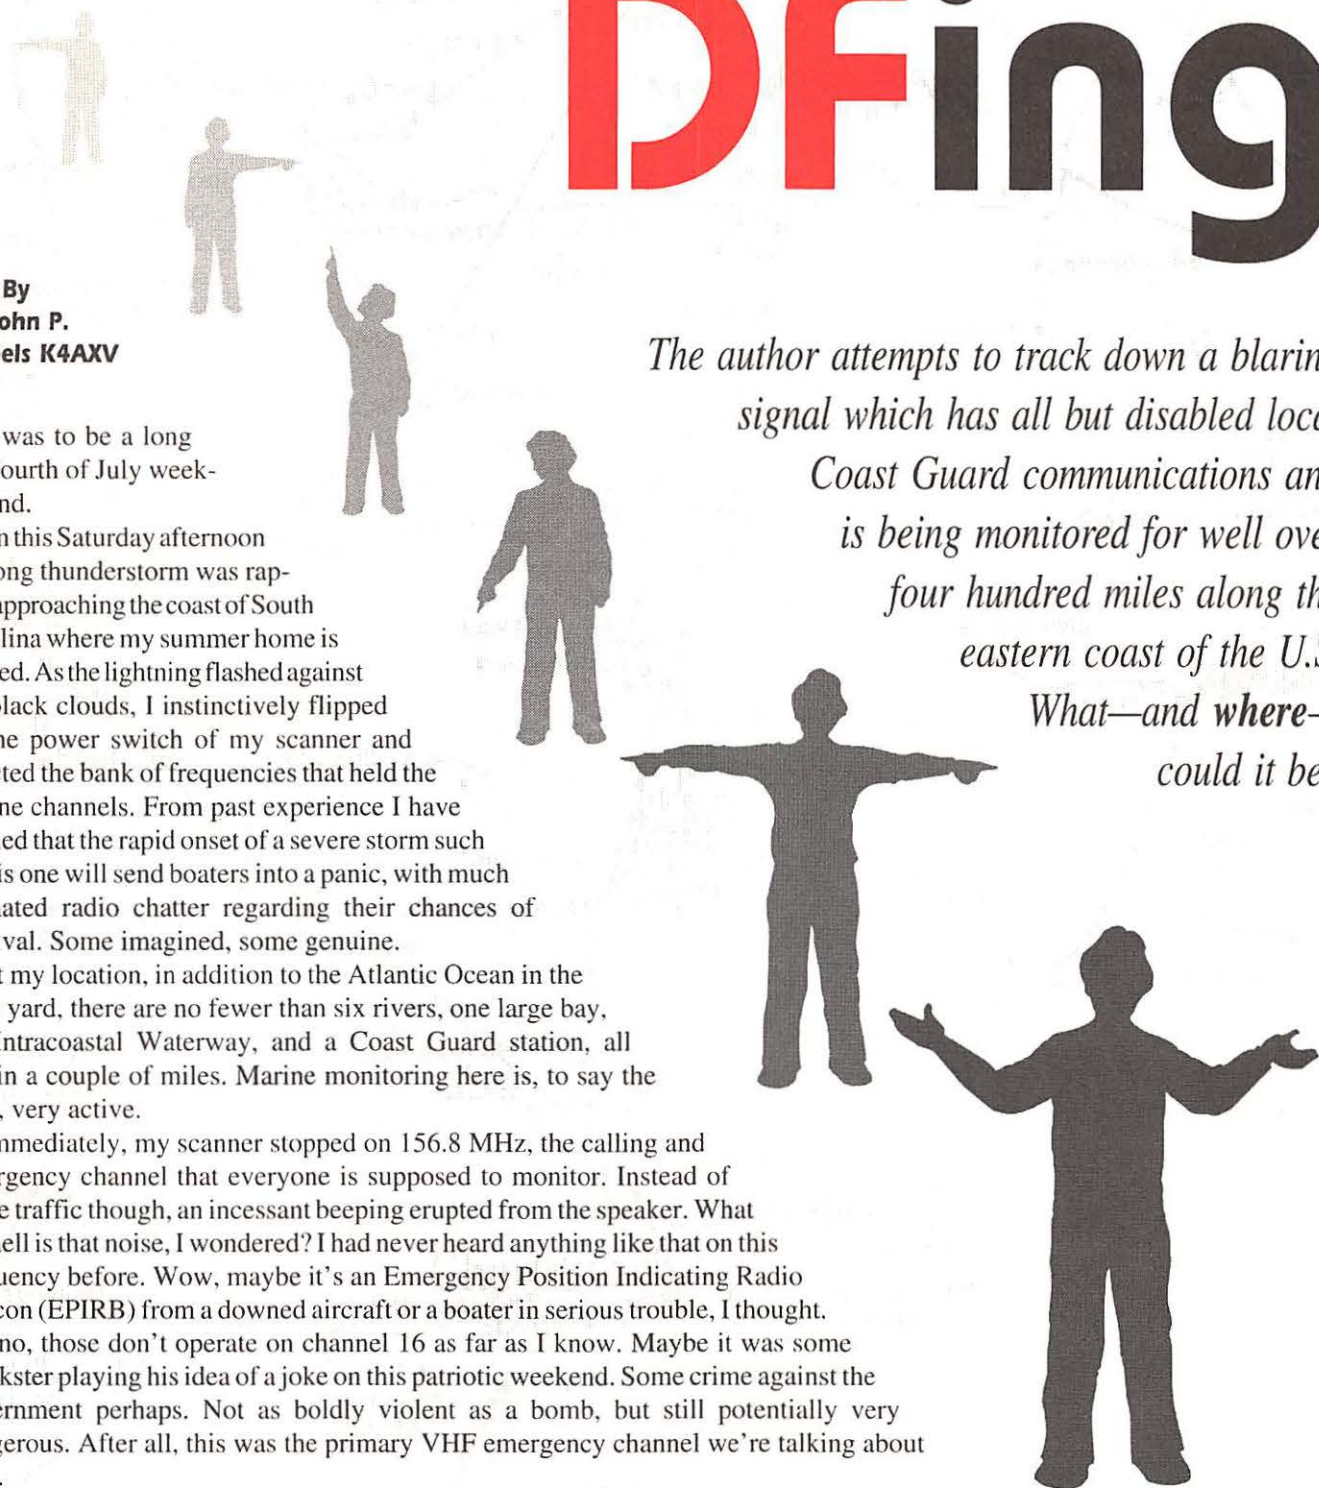 DFing
By
ohn P.
els K4AXV
The author attempts to track down a blarin
signal which has all but disabled loca
Coast Guard communications an
is being monitored for well ove
four hundred miles along th
eastern coast of the U.S
What—and where—
could it be
was to be a long
ourth of July week-
nd.
n this Saturday afternoon
ong thunderstorm was rap-
approaching the coast of South
lina where my summer home is
ed. As the lightning flashed against
lack clouds, I instinctively flipped
he power switch of my scanner and
ted the bank of frequencies that held the
ne channels. From past experience I have
ed that the rapid onset of a severe storm such
is one will send boaters into a panic, with much
ated radio chatter regarding their chances of
val. Some imagined, some genuine.
t my location, in addition to the Atlantic Ocean in the
yard, there are no fewer than six rivers, one large bay,
ntracoastal Waterway, and a Coast Guard station, all
in a couple of miles. Marine monitoring here is, to say the
, very active.
mmediately, my scanner stopped on 156.8 MHz, the calling and
rgency channel that everyone is supposed to monitor. Instead of
e traffic though, an incessant beeping erupted from the speaker. What
ell is that noise, I wondered? I had never heard anything like that on this
uency before. Wow, maybe it's an Emergency Position Indicating Radio
con (EPIRB) from a downed aircraft or a boater in serious trouble, I thought.
no, those don't operate on channel 16 as far as I know. Maybe it was some
kster playing his idea of a joke on this patriotic weekend. Some crime against the
ernment perhaps. Not as boldly violent as a bomb, but still potentially very
gerous. After all, this was the primary VHF emergency channel we're talking about
.